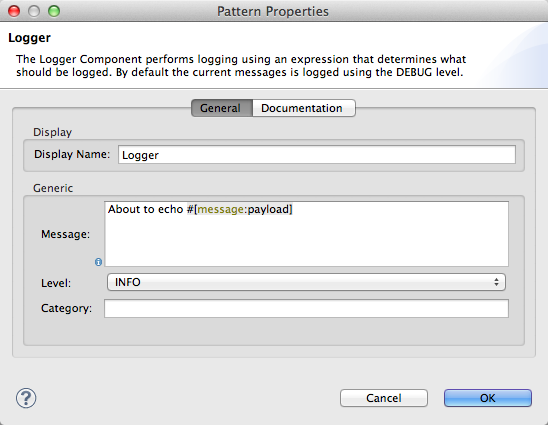 Pattern Properties
Logger
The Logger Component performs logging using an expression that determines what
should be logged. By default the current messages is logged using the DEBUG level.
General Documentation
Display
Display Name: Logger
Generic
Message: About to echo #[message:payload]
Level: INFO
Category:
? Cancel OK